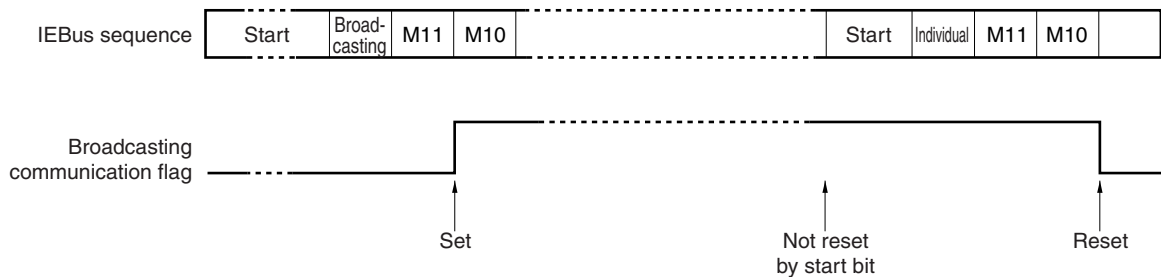 IEBus sequence Start Broad-casting M11 M10 Start Individual M11 M10
Broadcasting
communication flag
Set Not reset Reset
by start bit